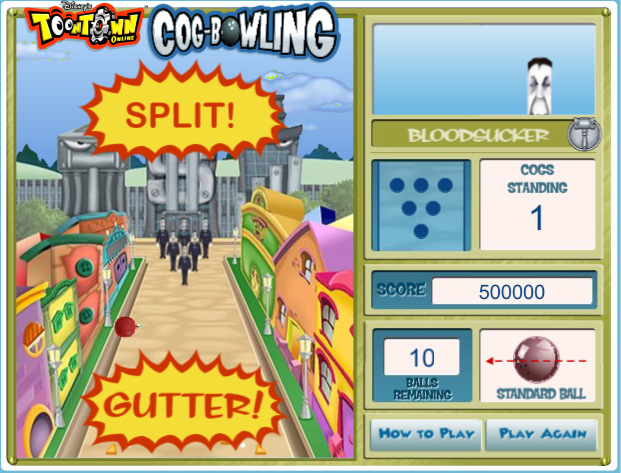 Disney's
TOONTOWN
ONLINE
COG-BOWLING
SPLIT!
BLOODSUCKER
COGS
STANDING
1
SCORE 500000
10
BALLS
REMAINING
STANDARD BALL
GUTTER!
HOW TO PLAY
PLAY AGAIN